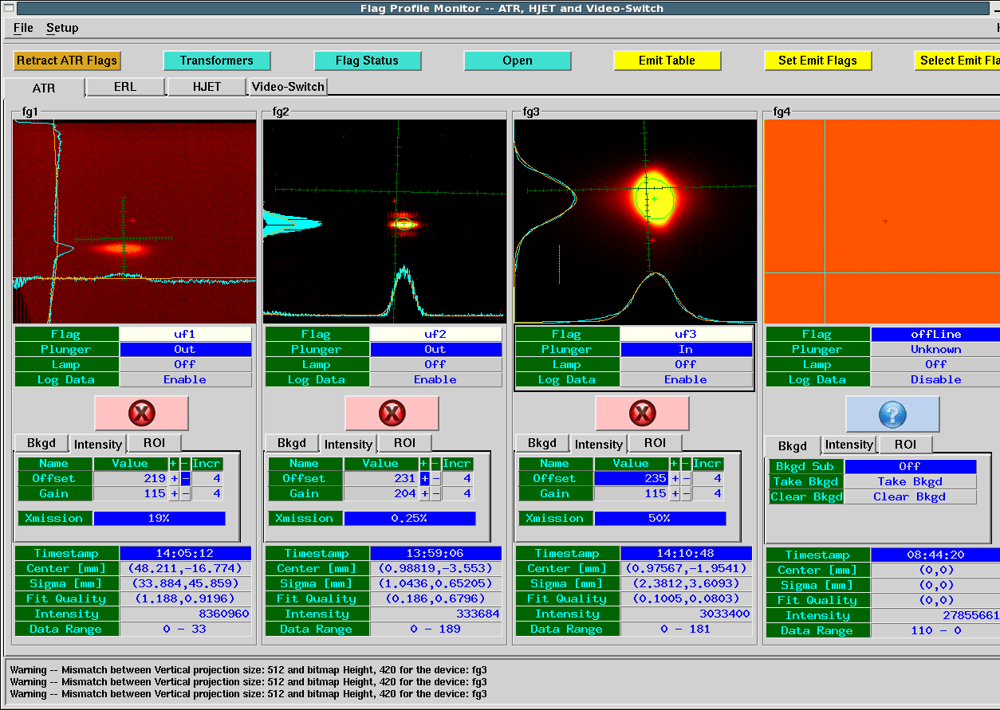 Flag Profile Monitor -- ATR, HJET and Video-Switch
File Setup
Retract ATR Flags Transformers Flag Status Open Emit Table Set Emit Flags Select Emit Fla
ATR ERL HJET Video-Switch
fg1 fg2 fg3 fg4
Flag uf1 Flag uf2 Flag uf3 Flag offLine
Plunger Out Plunger Out Plunger In Plunger Unknown
Lamp Off Lamp Off Lamp Off Lamp Off
Log Data Enable Log Data Enable Log Data Enable Log Data Disable
X X X ?
Bkgd Intensity ROI Bkgd Intensity ROI Bkgd Intensity ROI Bkgd Intensity ROI
Name Value + - Incr Name Value + - Incr Name Value + - Incr Bkgd Sub Off
Offset 219 + - 4 Offset 231 + - 4 Offset 235 + - 4 Take Bkgd Take Bkgd
Gain 115 + - 4 Gain 204 + - 4 Gain 115 + - 4 Clear Bkgd Clear Bkgd
Xmission 19% Xmission 0.25% Xmission 50%
Timestamp 14:05:12 Timestamp 13:59:06 Timestamp 14:10:48 Timestamp 08:44:20
Center [mm] (48.211,-16.774) Center [mm] (0.98819,-3.553) Center [mm] (0.97567,-1.9541) Center [mm] (0,0)
Sigma [mm] (33.884,45.859) Sigma [mm] (1.0436,0.65205) Sigma [mm] (2.3812,3.6093) Sigma [mm] (0,0)
Fit Quality (1.188,0.9196) Fit Quality (0.186,0.6796) Fit Quality (0.1005,0.0803) Fit Quality (0,0)
Intensity 8360960 Intensity 333684 Intensity 3033400 Intensity 27855661
Data Range 0 - 33 Data Range 0 - 189 Data Range 0 - 181 Data Range 110 - 0
Warning -- Mismatch between Vertical projection size: 512 and bitmap Height, 420 for the device: fg3
Warning -- Mismatch between Vertical projection size: 512 and bitmap Height, 420 for the device: fg3
Warning -- Mismatch between Vertical projection size: 512 and bitmap Height, 420 for the device: fg3